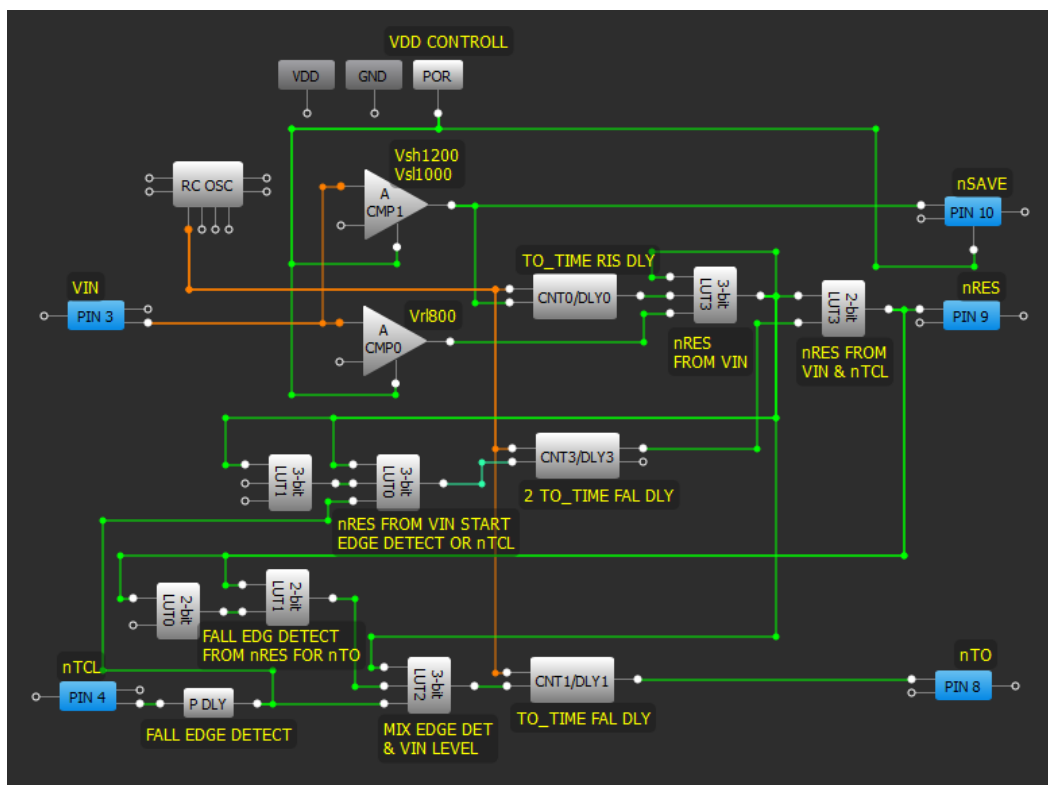 VDD CONTROLL
VDD
GND
POR
Vsh1200
Vsl1000
RC OSC
A
CMP1
nSAVE
PIN 10
TO_TIME RIS DLY
VIN
PIN 3
CNT0/DLY0
3-bit
LUT3
2-bit
LUT3
nRES
PIN 9
Vrl800
A
CMP0
nRES
FROM VIN
nRES FROM
VIN & nTCL
3-bit
LUT1
3-bit
LUT0
CNT3/DLY3
2 TO_TIME FAL DLY
nRES FROM VIN START
EDGE DETECT OR nTCL
2-bit
LUT0
2-bit
LUT1
FALL EDG DETECT
FROM nRES FOR nTO
nTCL
PIN 4
P DLY
FALL EDGE DETECT
3-bit
LUT2
MIX EDGE DET
& VIN LEVEL
CNT1/DLY1
TO_TIME FAL DLY
nTO
PIN 8